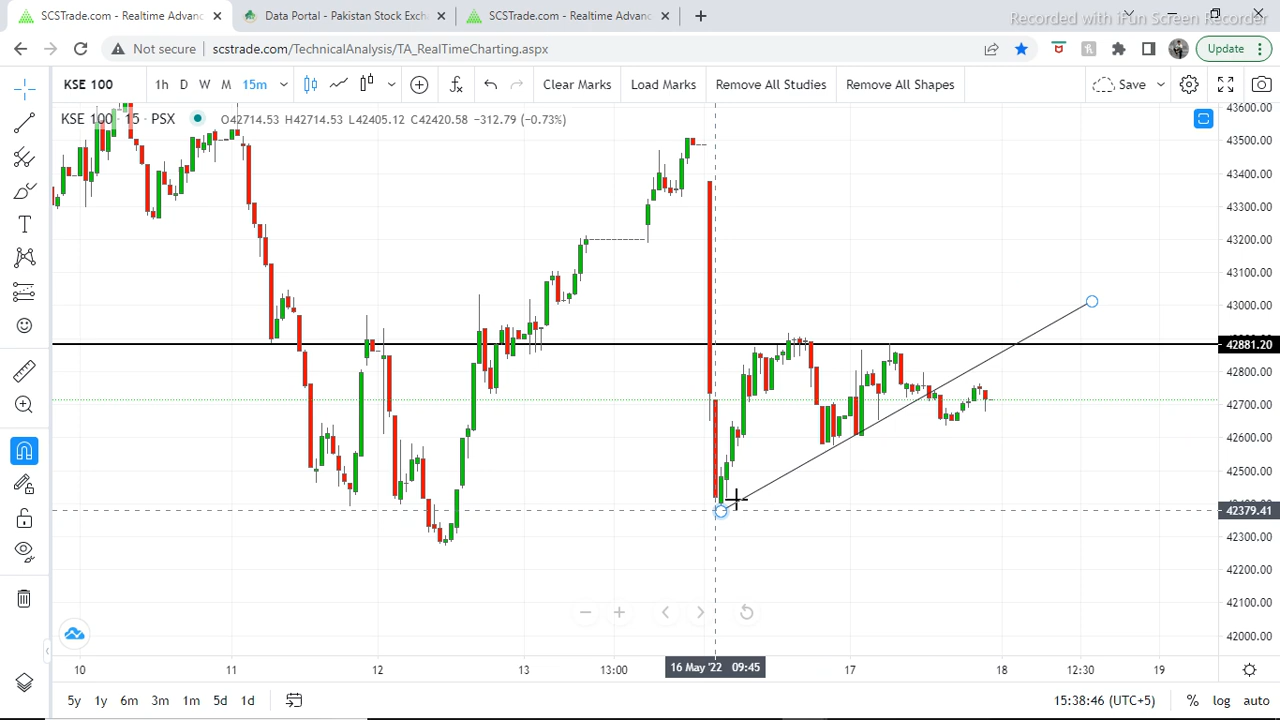 SCSTrade.com - Realtime Advanc
Data Portal - Pakistan Stock Exch
SCSTrade.com - Realtime Advanc
Recorded with iFun Screen Recorder
Not secure
scstrade.com/TechnicalAnalysis/TA_RealTimeCharting.aspx
Update
KSE 100
1h
D
W
M
15m
Clear Marks
Load Marks
Remove All Studies
Remove All Shapes
Save
KSE 100 · 15 · PSX
O42714.53 H42714.53 L42405.12 C42420.58 −312.79 (−0.73%)
43600.00
43500.00
43400.00
43300.00
43200.00
43100.00
43000.00
42881.20
42800.00
42700.00
42600.00
42500.00
42379.41
42300.00
42200.00
42100.00
42000.00
10
11
12
13
13:00
16 May '22 09:45
17
18
12:30
19
5y
1y
6m
3m
1m
5d
1d
15:38:46 (UTC+5)
%
log
auto